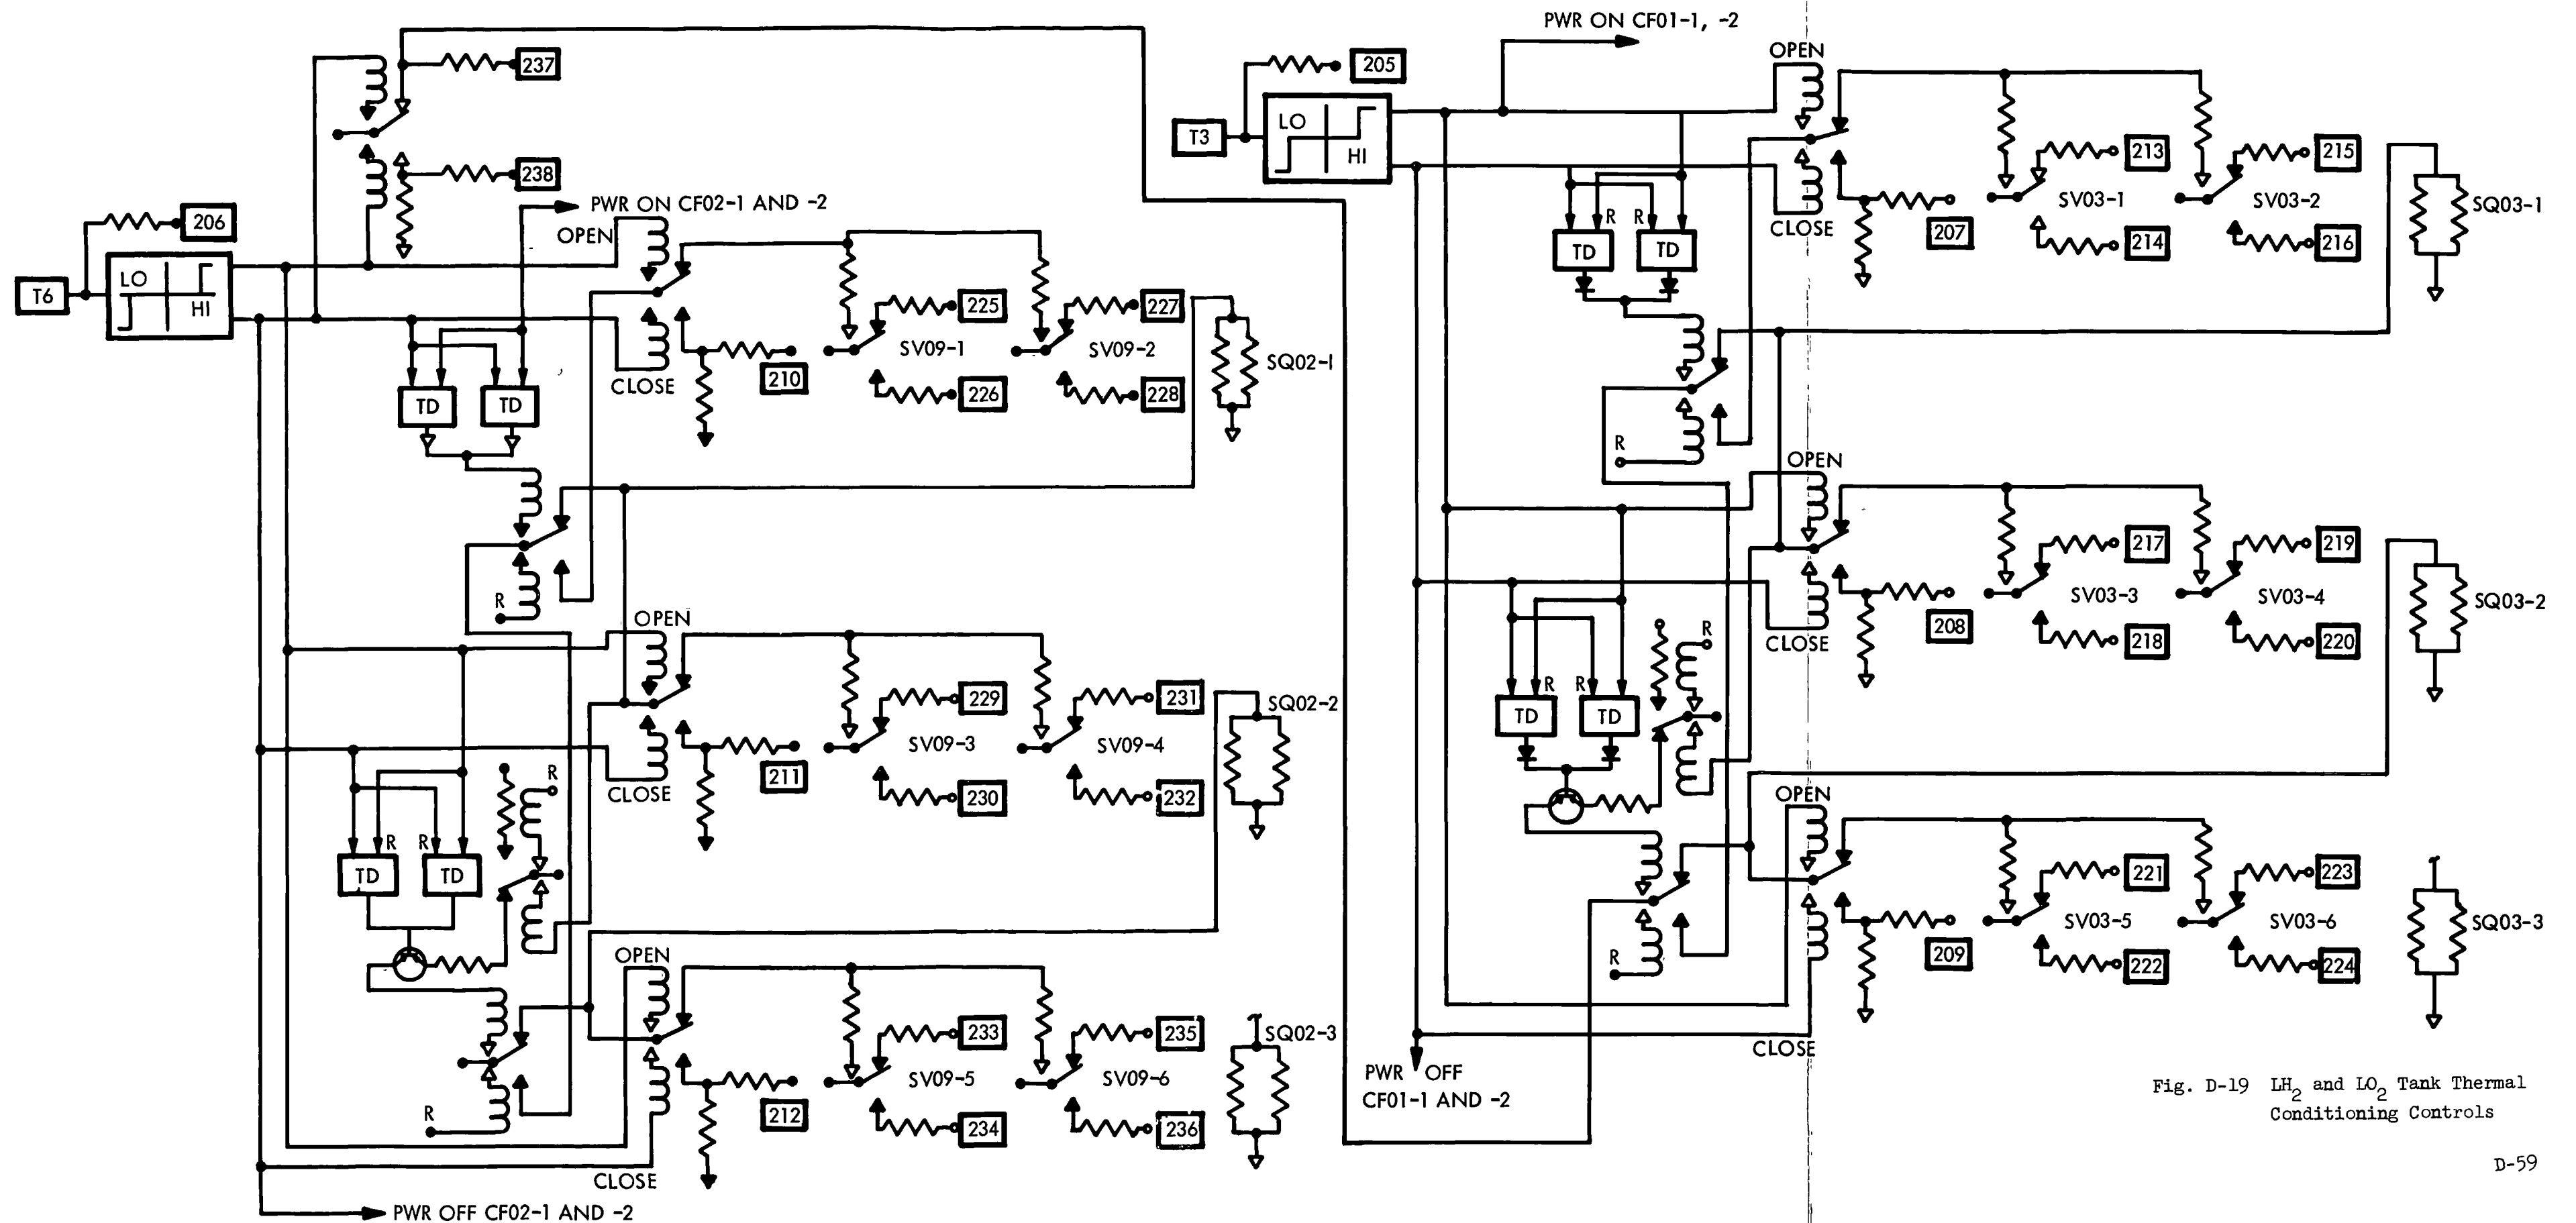 PWR ON CF01-1, -2
237
205
OPEN
LO
HI
T3
213
215
238
SV03-1
SV03-2
SQ03-1
PWR ON CF02-1 AND -2
206
OPEN
R
R
CLOSE
207
214
216
TD
TD
LO
HI
T6
225
227
SV09-1
SV09-2
SQ02-1
210
CLOSE
226
228
TD
TD
R
OPEN
217
219
SV03-3
SV03-4
SQ03-2
R
OPEN
208
218
220
R
CLOSE
R
R
229
231
SQ02-2
TD
TD
SV09-3
SV09-4
211
R
CLOSE
230
232
OPEN
R
R
TD
TD
221
223
SV03-5
SV03-6
SQ03-3
OPEN
R
209
222
224
233
235
SQ02-3
CLOSE
SV09-5
SV09-6
PWR OFF
CF01-1 AND -2
R
212
234
236
CLOSE
PWR OFF CF02-1 AND -2
Fig. D-19 LH2 and LO2 Tank Thermal
Conditioning Controls
D-59